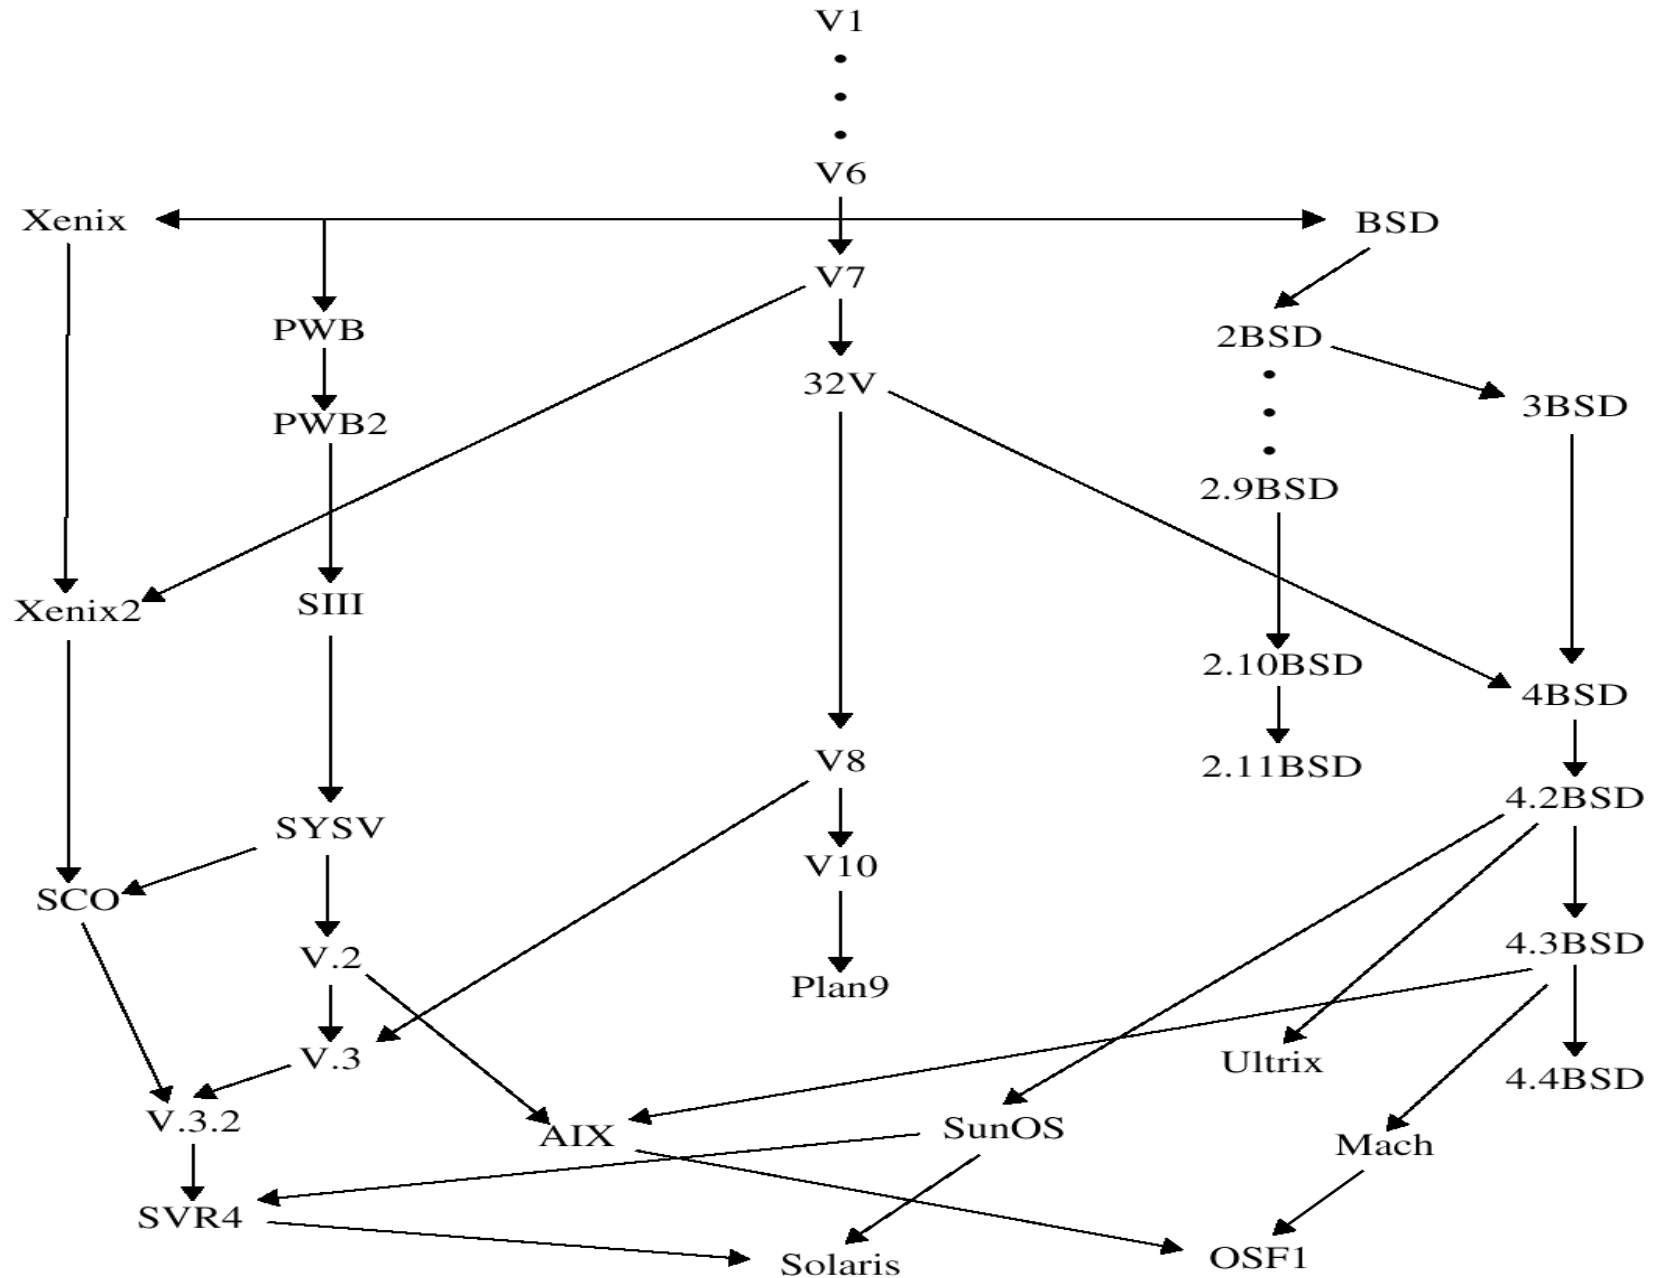 V1
V6
Xenix
BSD
V7
PWB
2BSD
32V
3BSD
PWB2
2.9BSD
SIII
Xenix2
2.10BSD
4BSD
V8
2.11BSD
4.2BSD
SYSV
V10
SCO
4.3BSD
V.2
Plan9
V.3
Ultrix
4.4BSD
V.3.2
AIX
SunOS
Mach
SVR4
Solaris
OSF1